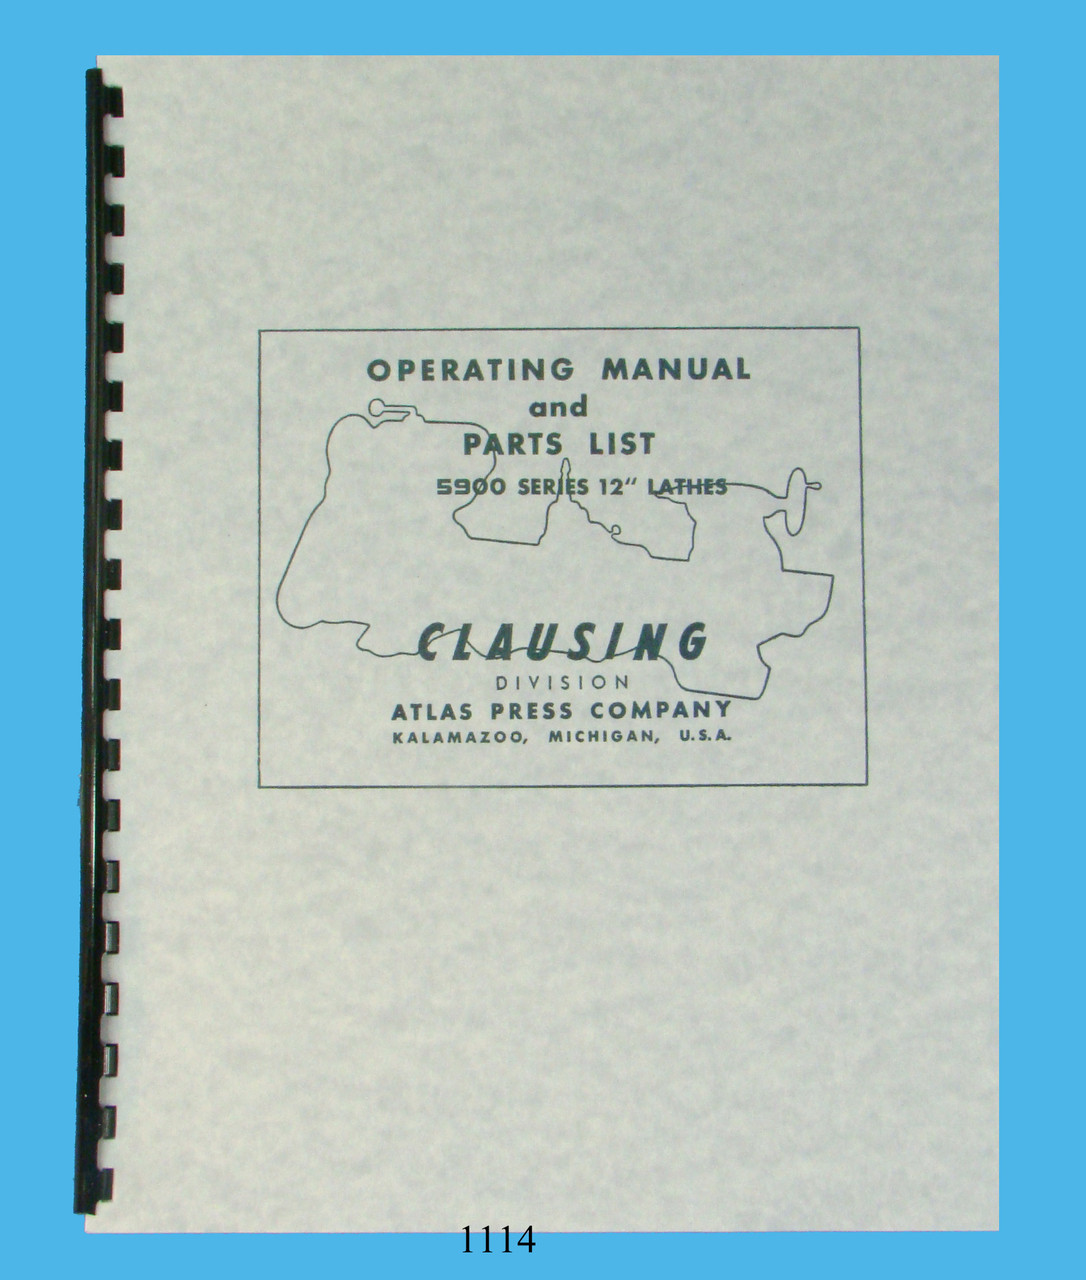 OPERATING MANUAL
and
PARTS LIST
5900 SERIES 12" LATHES
CLAUSING
DIVISION
ATLAS PRESS COMPANY
KALAMAZOO, MICHIGAN, U.S.A.
1114